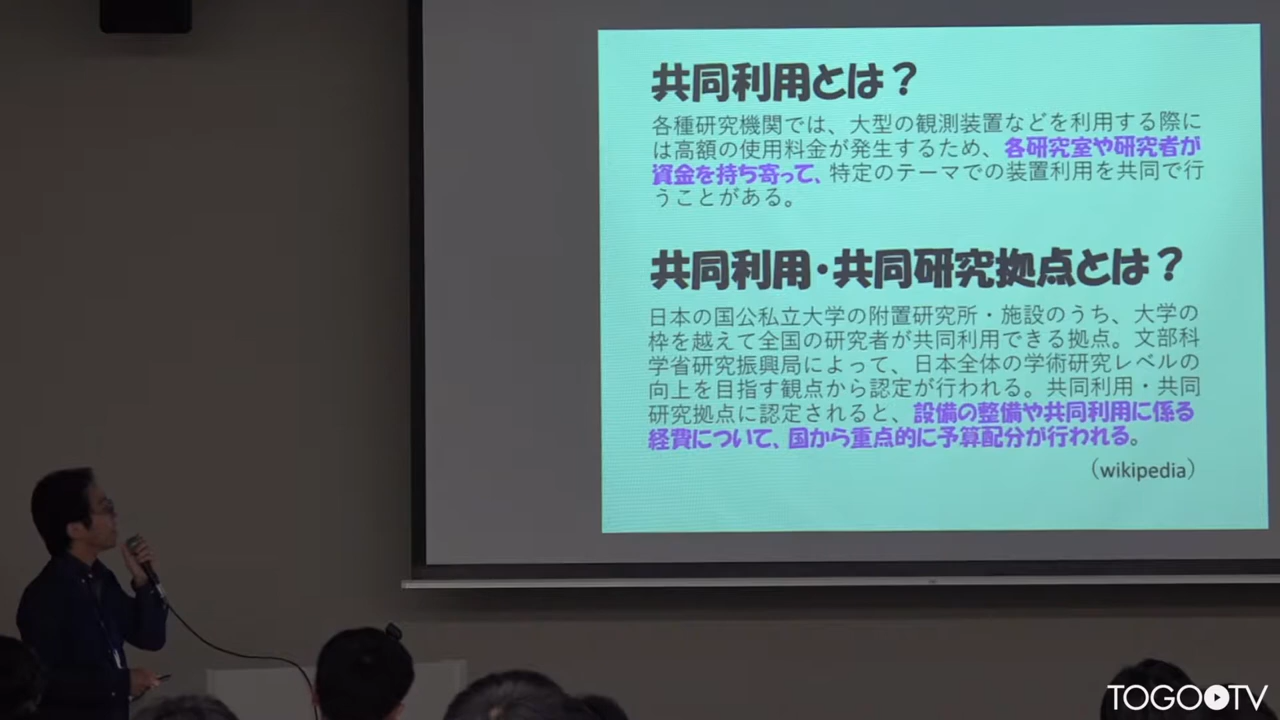 共同利用とは？
各種研究機関では、大型の観測装置などを利用する際に
は高額の使用料金が発生するため、各研究室や研究者が
資金を持ち寄って、特定のテーマでの装置利用を共同で行
うことがある。
共同利用・共同研究拠点とは？
日本の国公私立大学の附置研究所・施設のうち、大学の
枠を越えて全国の研究者が共同利用できる拠点。文部科
学省研究振興局によって、日本全体の学術研究レベルの
向上を目指す観点から認定が行われる。共同利用・共同
研究拠点に認定されると、設備の整備や共同利用に係る
経費について、国から重点的に予算配分が行われる。
（wikipedia）
TOGOTV